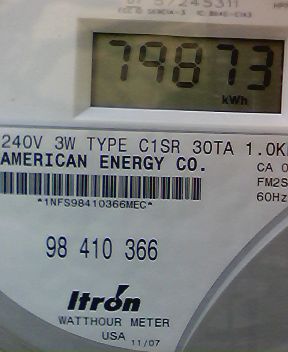 79873
kWh
240V 3W TYPE C1SR 30TA 1.0K
AMERICAN ENERGY CO.
CA 0
*1NFS98410366MEC*
FM2S
60Hz
98 410 366
Itron
WATTHOUR METER
USA 11/07